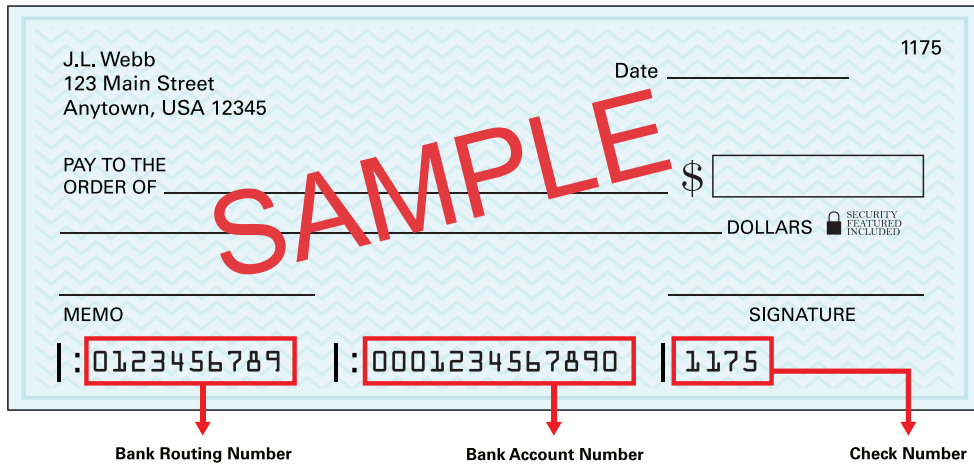 1175
J.L. Webb
Date
123 Main Street
Anytown, USA 12345
SAMPLE
PAY TO THE
ORDER OF
$
DOLLARS
SECURITY
FEATURED
INCLUDED
MEMO
SIGNATURE
|:0123456789 |:0001234567890 | 1175
Bank Routing Number Bank Account Number Check Number